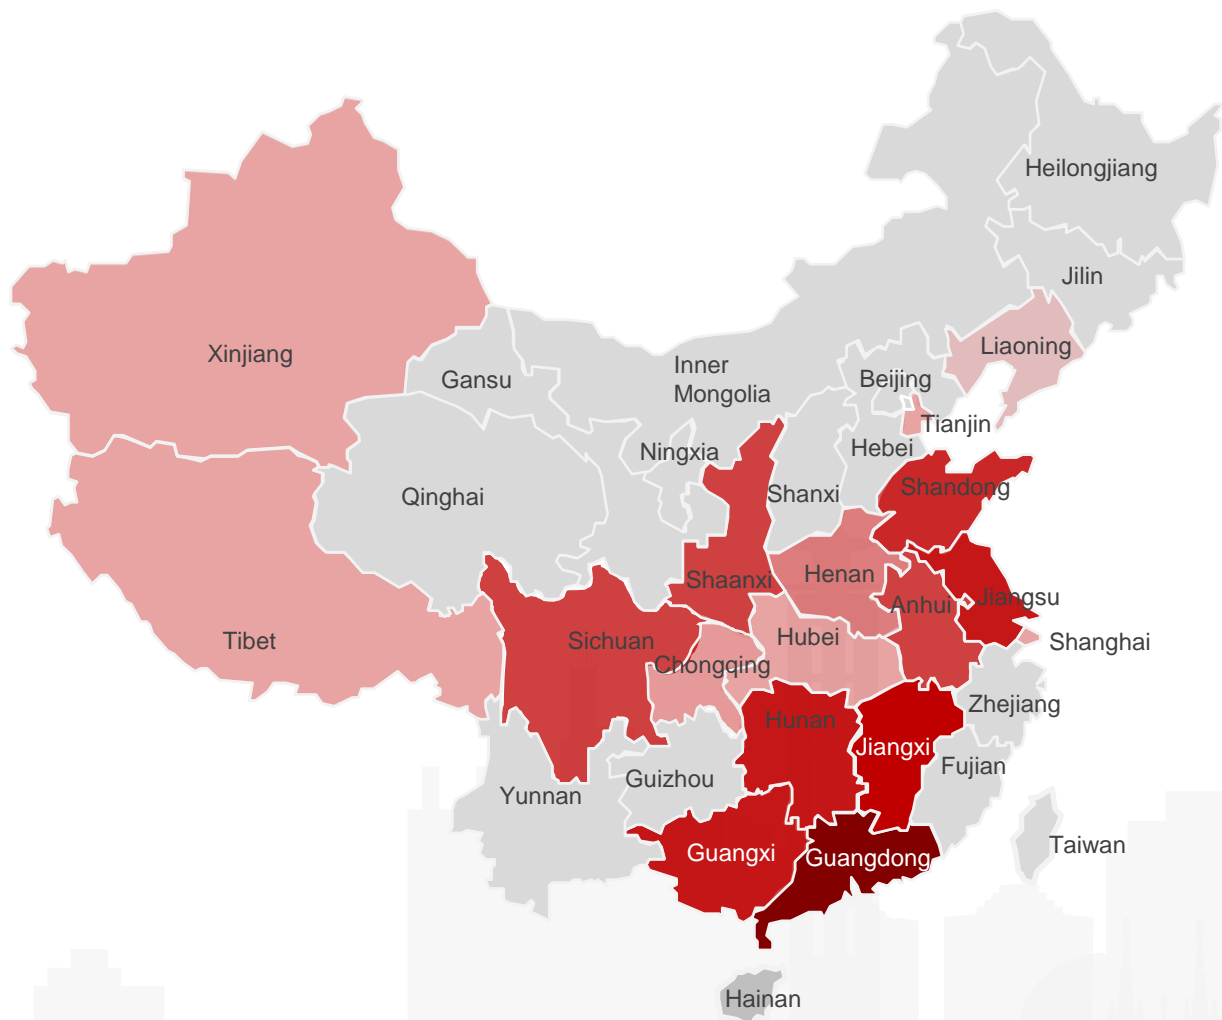 Heilongjiang
Jilin
Liaoning
Xinjiang
Inner
Mongolia
Gansu
Beijing
Tianjin
Ningxia
Hebei
Qinghai
Shanxi
Shandong
Shaanxi
Henan
Anhui
Jiangsu
Tibet
Sichuan
Hubei
Shanghai
Chongqing
Zhejiang
Hunan
Jiangxi
Fujian
Guizhou
Yunnan
Taiwan
Guangxi
Guangdong
Hainan